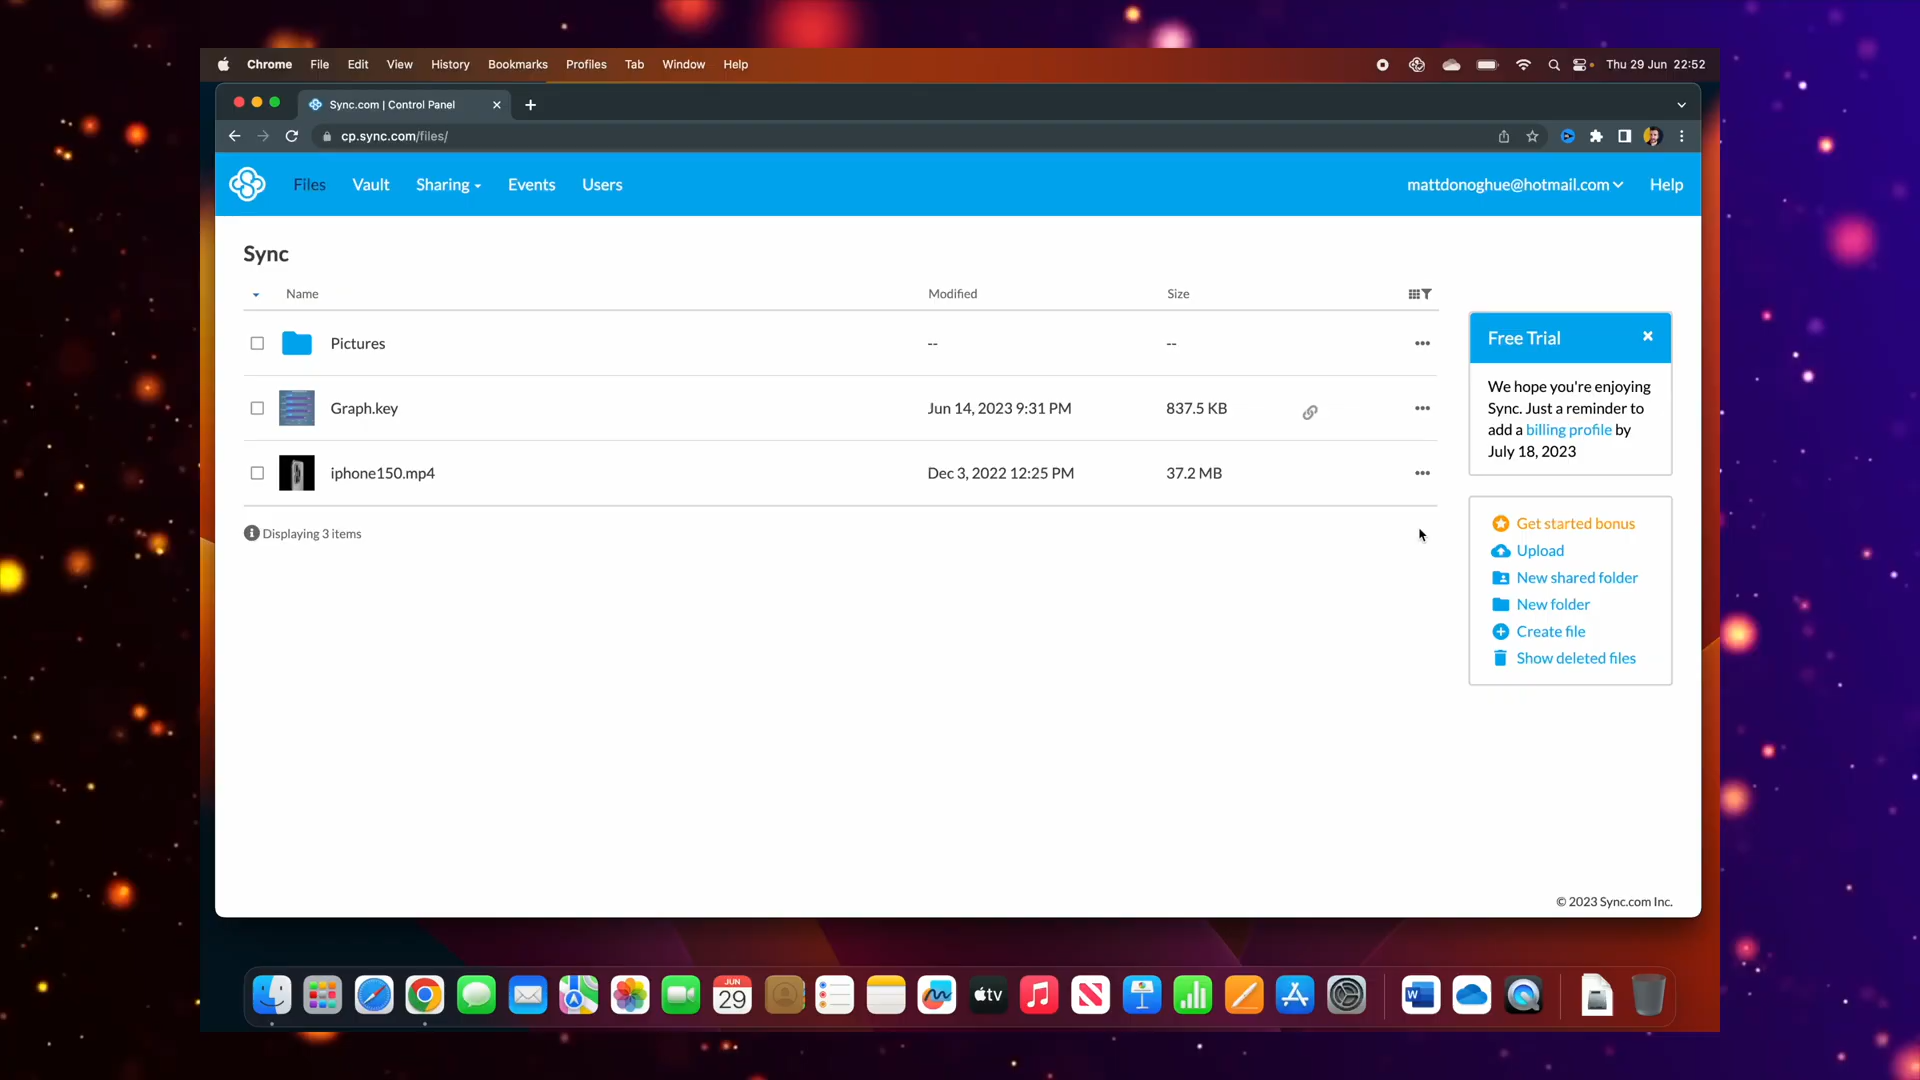 Chrome File Edit View History Bookmarks Profiles Tab Window Help
Thu 29 Jun 22:52
Sync.com | Control Panel
cp.sync.com/files/
Files Vault Sharing Events Users
mattdonoghue@hotmail.com Help
Sync
Name Modified Size
Pictures -- --
Graph.key Jun 14, 2023 9:31 PM 837.5 KB
iphone150.mp4 Dec 3, 2022 12:25 PM 37.2 MB
Displaying 3 items
Free Trial
We hope you're enjoying
Sync. Just a reminder to
add a billing profile by
July 18, 2023
Get started bonus
Upload
New shared folder
New folder
Create file
Show deleted files
© 2023 Sync.com Inc.
JUN
29
tv
W